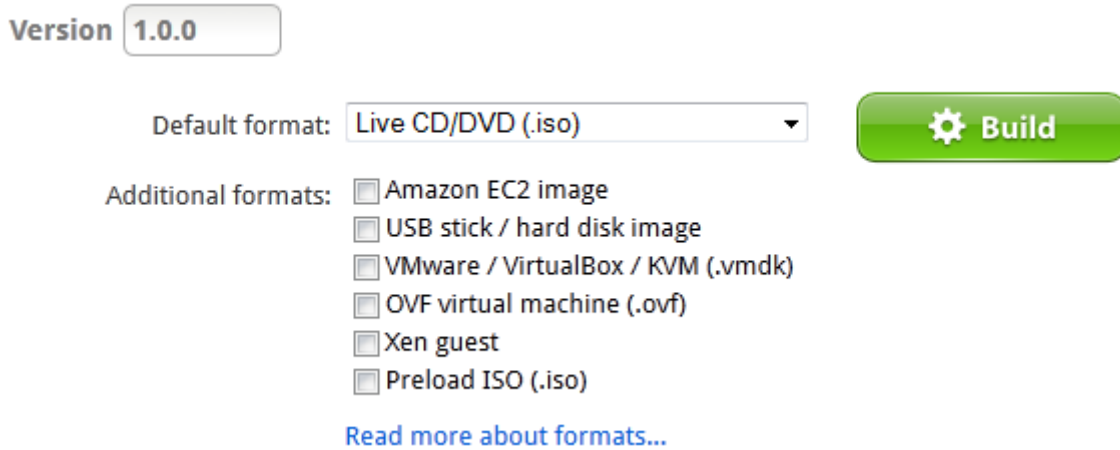 Version 1.0.0
Default format: Live CD/DVD (.iso) Build
Additional formats: Amazon EC2 image
USB stick / hard disk image
VMware / VirtualBox / KVM (.vmdk)
OVF virtual machine (.ovf)
Xen guest
Preload ISO (.iso)
Read more about formats...